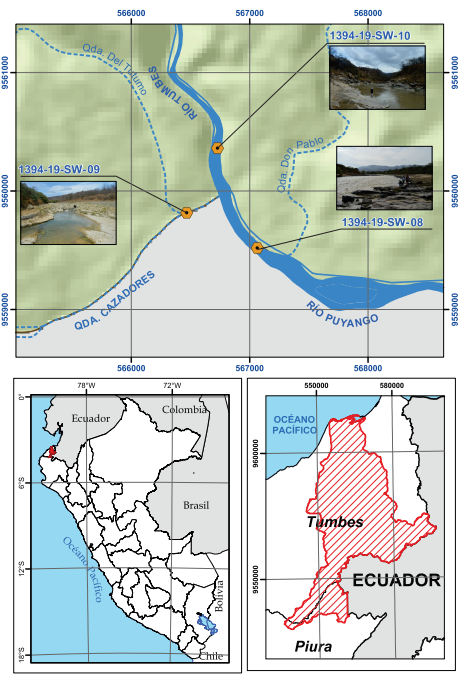 566000
567000
568000
1394-19-SW-10
9561000
9561000
Qda. Del Tutumo
RÍO TUMBES
Qda. Don Pablo
1394-19-SW-09
9560000
9560000
1394-19-SW-08
QDA. CAZADORES
RÍO PUYANGO
9559000
9559000
566000
567000
568000
78°W
72°W
0°
Ecuador
Colombia
6°S
Brasil
Océano Pacífico
12°S
Bolivia
18°S
Chile
550000
580000
OCÉANO
PACÍFICO
9600000
Tumbes
9550000
ECUADOR
Piura